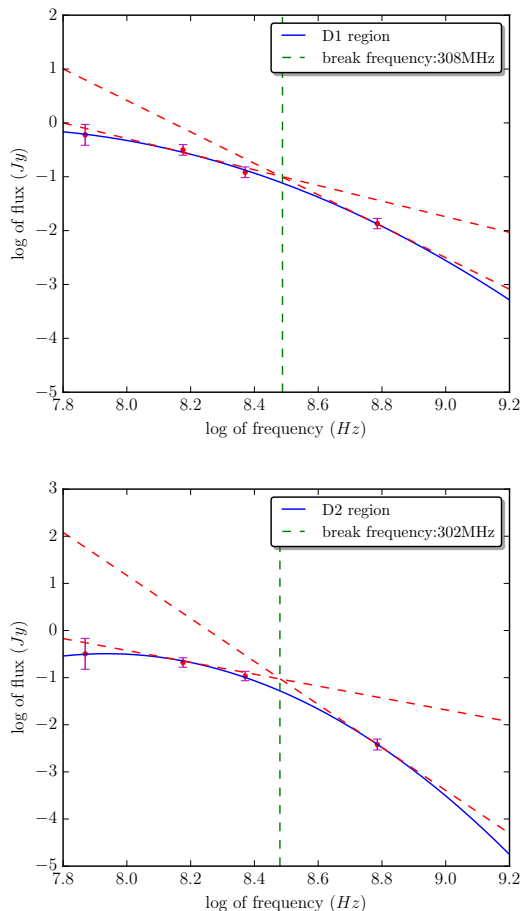 2
1
0
−1
−2
−3
−4
−5
log of flux (Jy)
D1 region
break frequency:308MHz
7.8 8.0 8.2 8.4 8.6 8.8 9.0 9.2
log of frequency (Hz)
3
2
1
0
−1
−2
−3
−4
−5
log of flux (Jy)
D2 region
break frequency:302MHz
7.8 8.0 8.2 8.4 8.6 8.8 9.0 9.2
log of frequency (Hz)